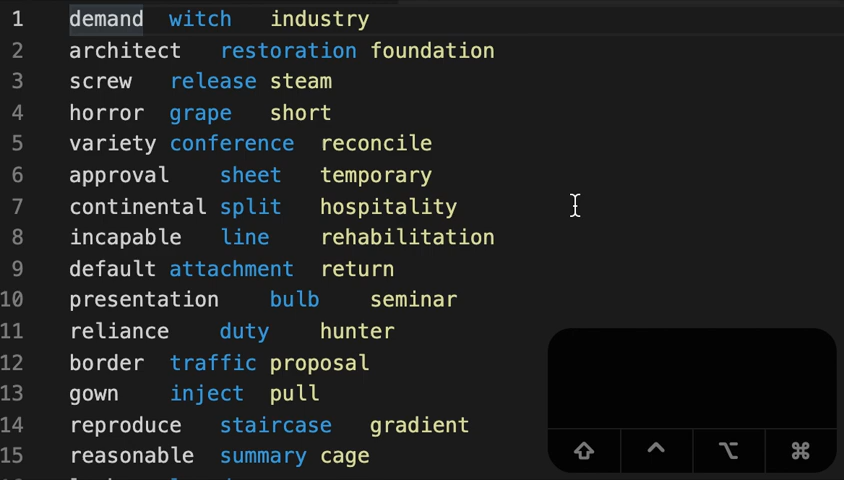 1 demand witch industry
2 architect restoration foundation
3 screw release steam
4 horror grape short
5 variety conference reconcile
6 approval sheet temporary
7 continental split hospitality
8 incapable line rehabilitation
9 default attachment return
10 presentation bulb seminar
11 reliance duty hunter
12 border traffic proposal
13 gown inject pull
14 reproduce staircase gradient
15 reasonable summary cage